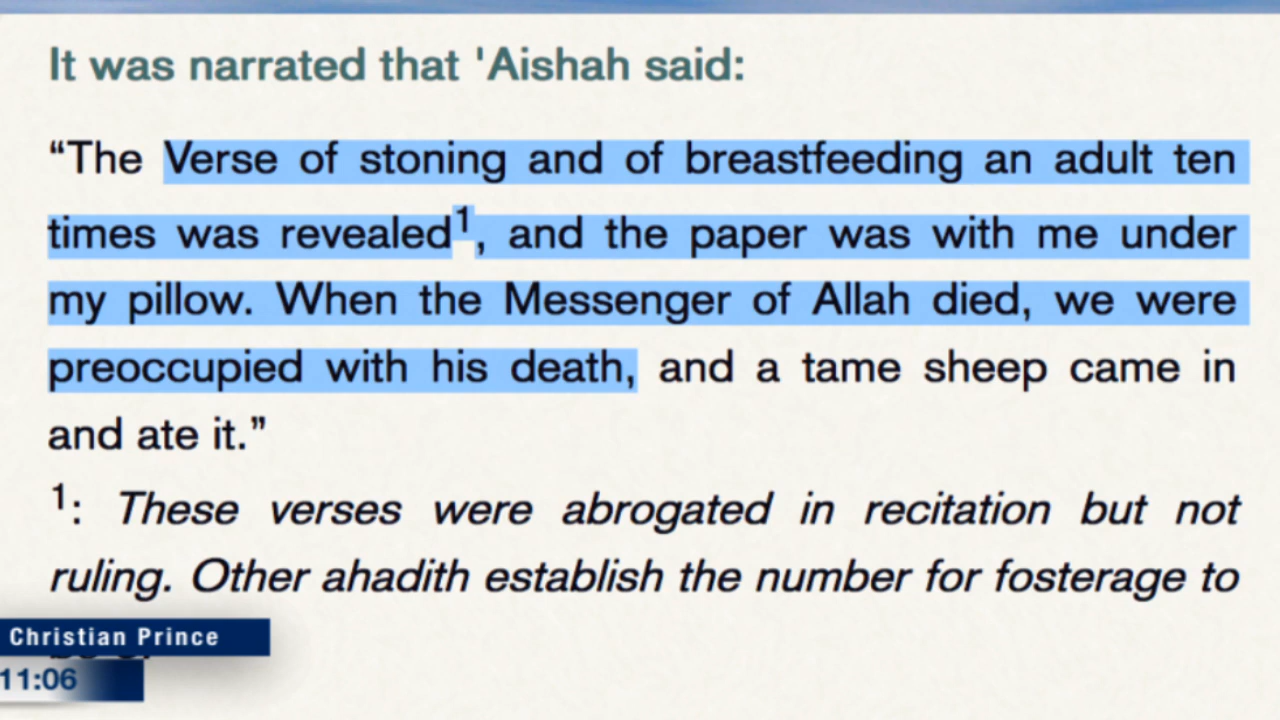 It was narrated that 'Aishah said:
“The Verse of stoning and of breastfeeding an adult ten
times was revealed¹, and the paper was with me under
my pillow. When the Messenger of Allah died, we were
preoccupied with his death, and a tame sheep came in
and ate it.”
¹: These verses were abrogated in recitation but not
ruling. Other ahadith establish the number for fosterage to
Christian Prince
11:06